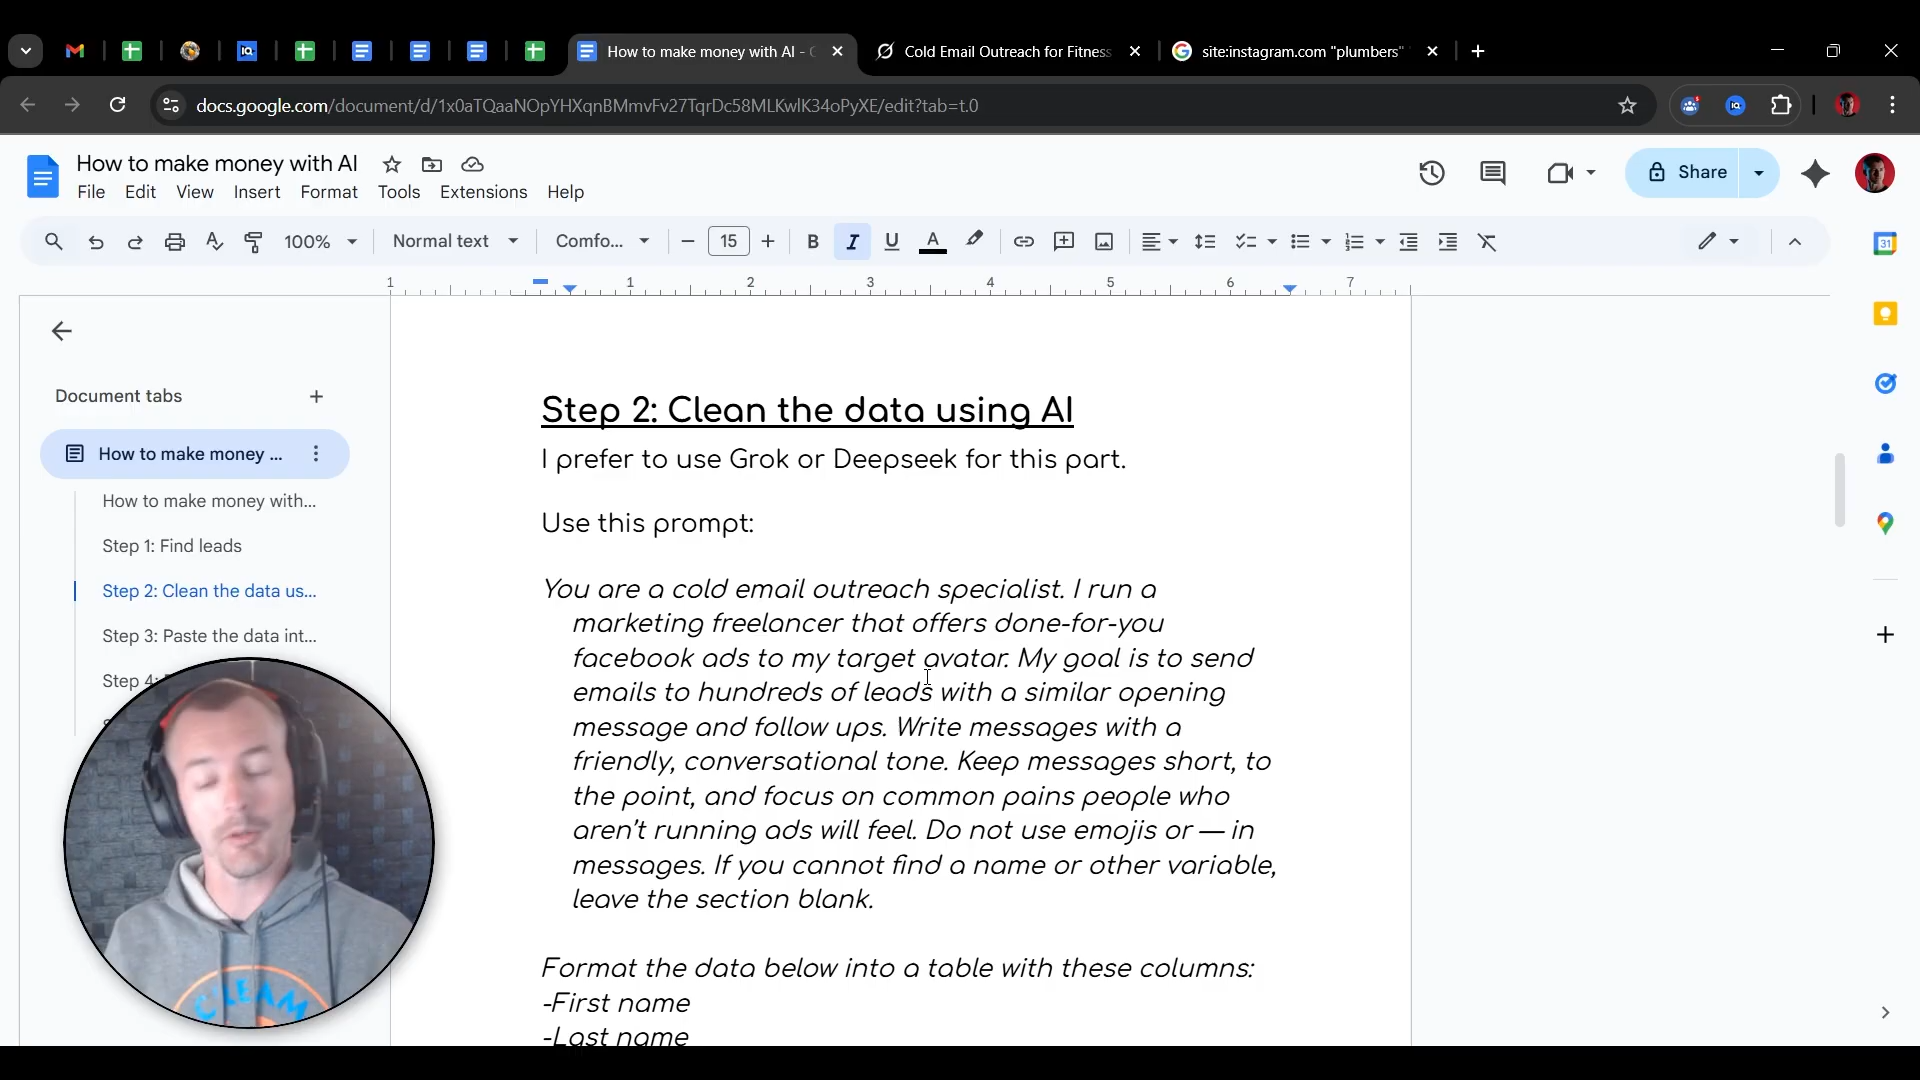 How to make money with AI -
Cold Email Outreach for Fitness
site:instagram.com "plumbers"
docs.google.com/document/d/1x0aTQaaNOpYHXqnBMmvFv27TqrDc58MLKwlK34oPyXE/edit?tab=t.0
How to make money with AI
File Edit View Insert Format Tools Extensions Help
Share
100% Normal text Comfo... 15
1 1 2 3 4 5 6 7
31
Document tabs
How to make money ...
How to make money with...
Step 1: Find leads
Step 2: Clean the data us...
Step 3: Paste the data int...
Step 4:
Step 2: Clean the data using AI
I prefer to use Grok or Deepseek for this part.
Use this prompt:
You are a cold email outreach specialist. I run a
marketing freelancer that offers done-for-you
facebook ads to my target avatar. My goal is to send
emails to hundreds of leads with a similar opening
message and follow ups. Write messages with a
friendly, conversational tone. Keep messages short, to
the point, and focus on common pains people who
aren't running ads will feel. Do not use emojis or — in
messages. If you cannot find a name or other variable,
leave the section blank.
Format the data below into a table with these columns:
-First name
-Last name